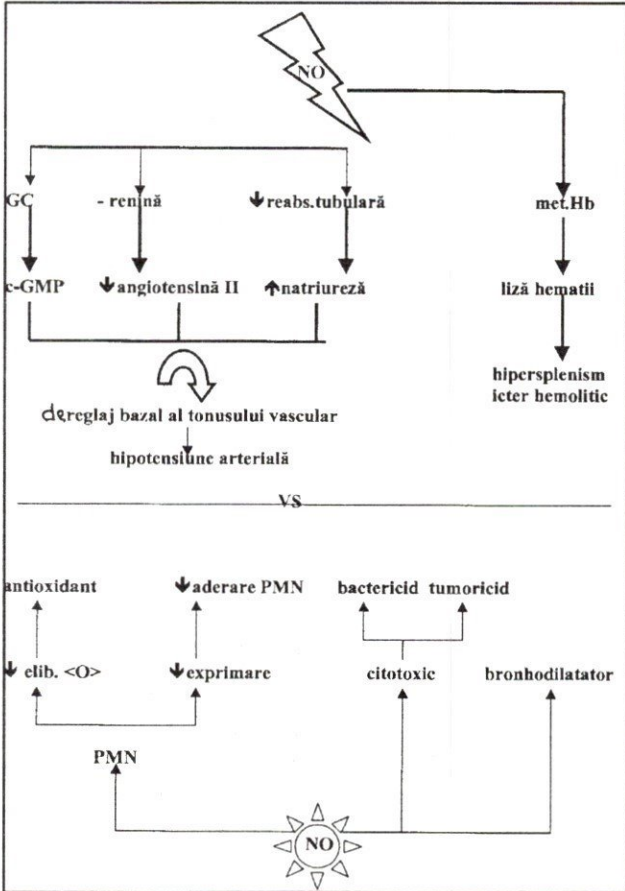 NO
GC - renină ↓reabs.tubulară met.Hb
c-GMP ↓angiotensină II ↑natriureză liză hematii
hipersplenism
icter hemolitic
dereglaj bazal al tonusului vascular
hipotensiune arterială
VS
antioxidant ↓aderare PMN bactericid tumoricid
↓ elib. <O> ↓exprimare citotoxic bronhodilatator
PMN
NO